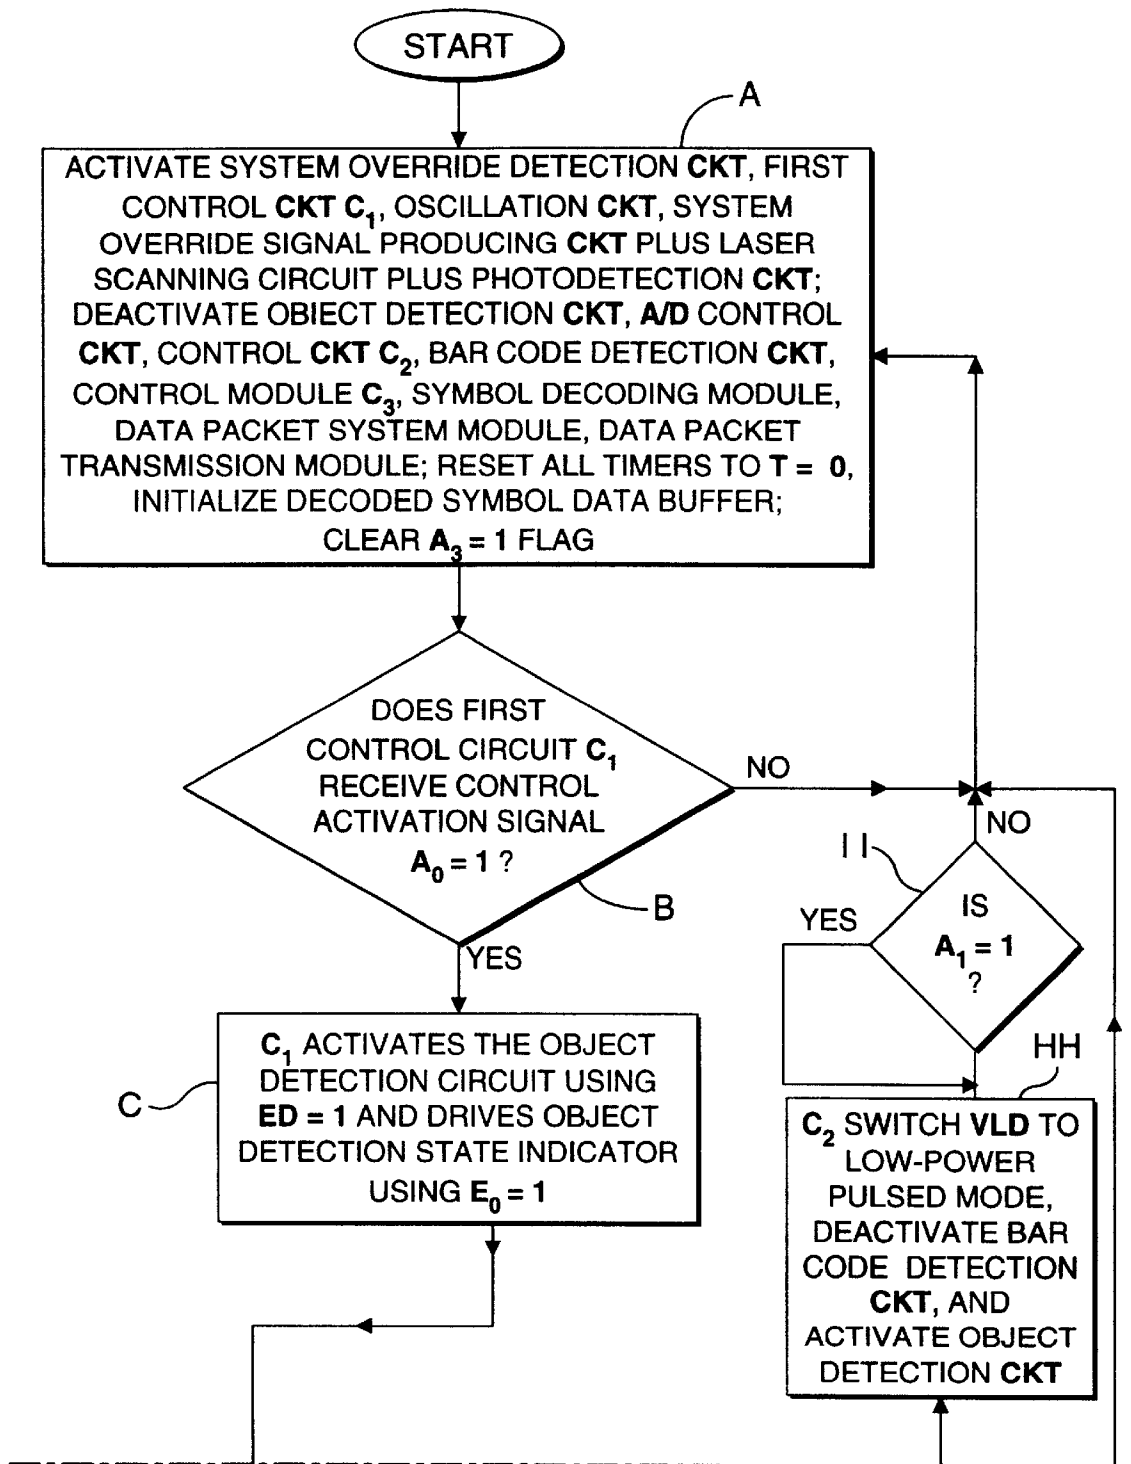 START
A
ACTIVATE SYSTEM OVERRIDE DETECTION CKT, FIRST
CONTROL CKT C₁, OSCILLATION CKT, SYSTEM
OVERRIDE SIGNAL PRODUCING CKT PLUS LASER
SCANNING CIRCUIT PLUS PHOTODETECTION CKT;
DEACTIVATE OBIECT DETECTION CKT, A/D CONTROL
CKT, CONTROL CKT C₂, BAR CODE DETECTION CKT,
CONTROL MODULE C₃, SYMBOL DECODING MODULE,
DATA PACKET SYSTEM MODULE, DATA PACKET
TRANSMISSION MODULE; RESET ALL TIMERS TO T = 0,
INITIALIZE DECODED SYMBOL DATA BUFFER;
CLEAR A₃ = 1 FLAG
DOES FIRST
CONTROL CIRCUIT C₁
RECEIVE CONTROL
ACTIVATION SIGNAL
A₀ = 1 ?
NO
B
YES
C₁ ACTIVATES THE OBJECT
DETECTION CIRCUIT USING
ED = 1 AND DRIVES OBJECT
DETECTION STATE INDICATOR
USING E₀ = 1
C
NO
II
IS
A₁ = 1
?
YES
HH
C₂ SWITCH VLD TO
LOW-POWER
PULSED MODE,
DEACTIVATE BAR
CODE DETECTION
CKT, AND
ACTIVATE OBJECT
DETECTION CKT